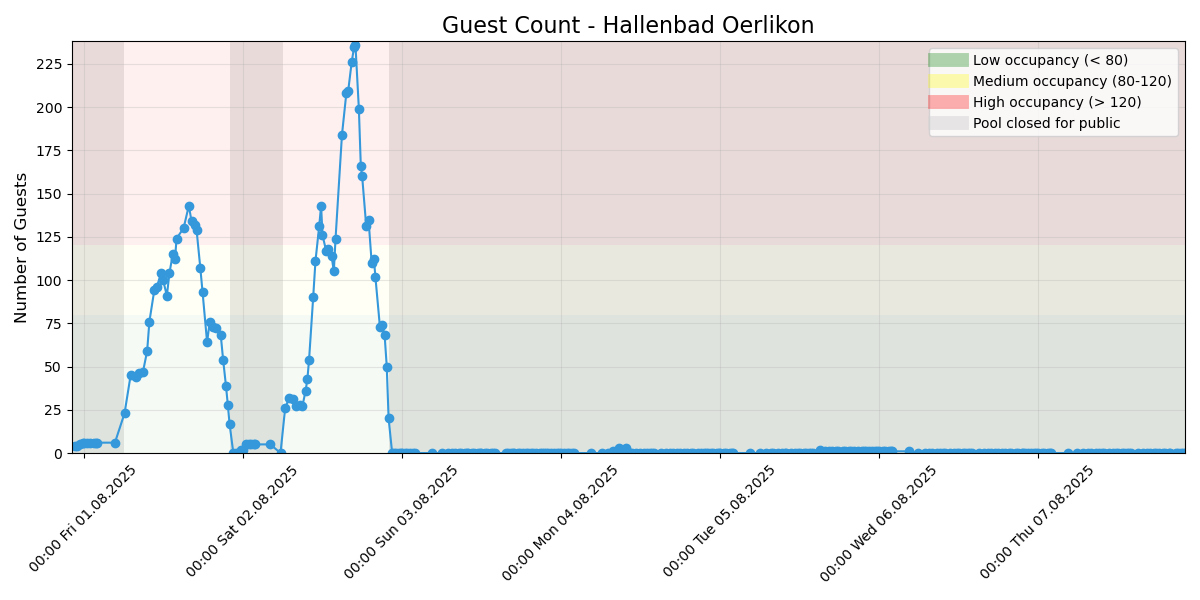 Guest Count - Hallenbad Oerlikon
Low occupancy (< 80)
Medium occupancy (80-120)
High occupancy (> 120)
Pool closed for public
Number of Guests
225
200
175
150
125
100
75
50
25
0
00:00 Fri 01.08.2025
00:00 Sat 02.08.2025
00:00 Sun 03.08.2025
00:00 Mon 04.08.2025
00:00 Tue 05.08.2025
00:00 Wed 06.08.2025
00:00 Thu 07.08.2025